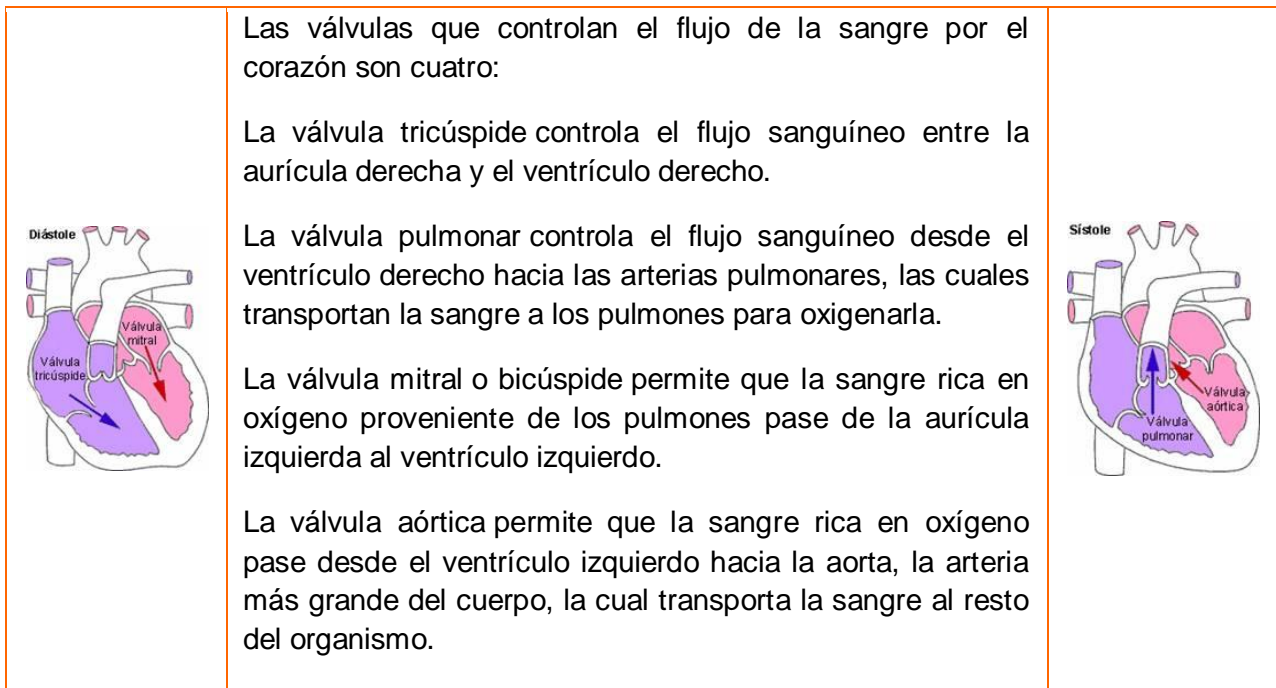 Las válvulas que controlan el flujo de la sangre por el
corazón son cuatro:
La válvula tricúspide controla el flujo sanguíneo entre la
aurícula derecha y el ventrículo derecho.
La válvula pulmonar controla el flujo sanguíneo desde el
ventrículo derecho hacia las arterias pulmonares, las cuales
transportan la sangre a los pulmones para oxigenarla.
La válvula mitral o bicúspide permite que la sangre rica en
oxígeno proveniente de los pulmones pase de la aurícula
izquierda al ventrículo izquierdo.
La válvula aórtica permite que la sangre rica en oxígeno
pase desde el ventrículo izquierdo hacia la aorta, la arteria
más grande del cuerpo, la cual transporta la sangre al resto
del organismo.
Diástole
Válvula
mitral
Válvula
tricúspide
Sístole
Válvula
aórtica
Válvula
pulmonar